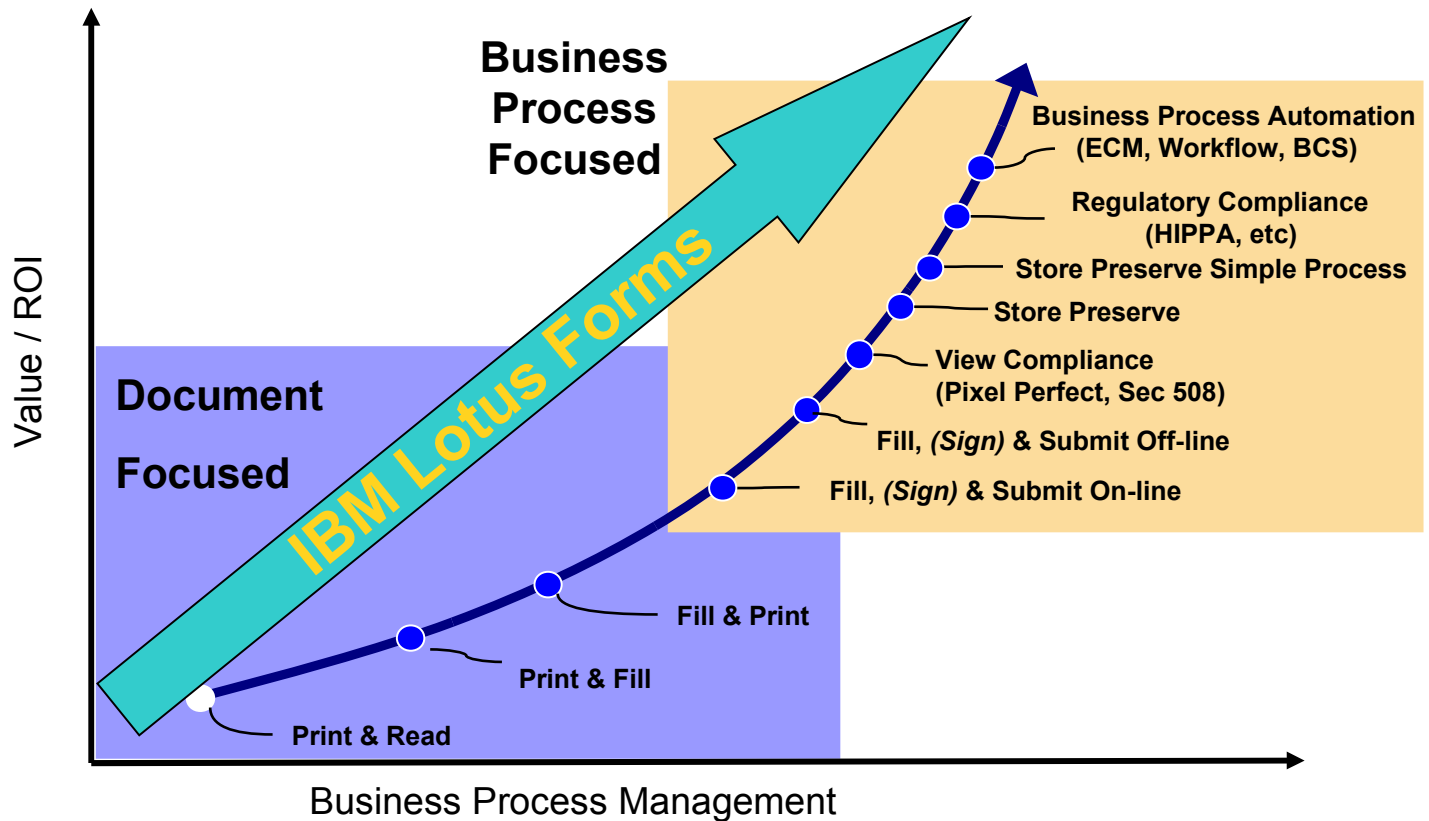 Business
Process
Focused
Business Process Automation
(ECM, Workflow, BCS)
Regulatory Compliance
(HIPPA, etc)
Store Preserve Simple Process
Store Preserve
View Compliance
(Pixel Perfect, Sec 508)
Fill, (Sign) & Submit Off-line
Fill, (Sign) & Submit On-line
Document
Focused
IBM Lotus Forms
Fill & Print
Print & Fill
Print & Read
Value / ROI
Business Process Management